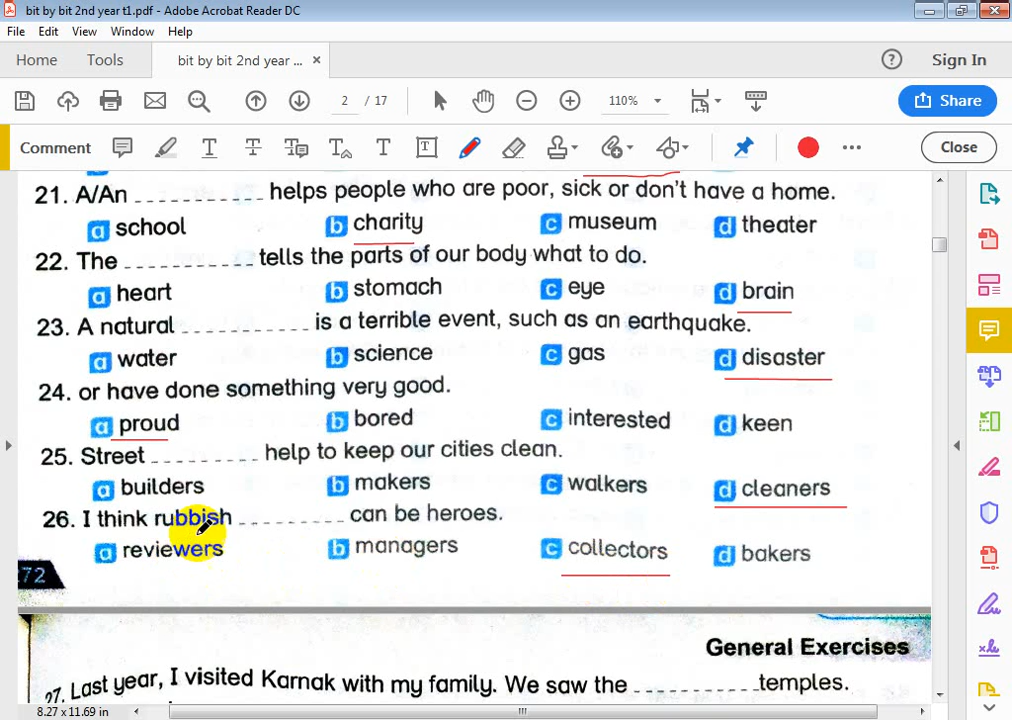 bit by bit 2nd year t1.pdf - Adobe Acrobat Reader DC
File Edit View Window Help
Home Tools bit by bit 2nd year ... × ? Sign In
2 / 17 110% Share
Comment Close
21. A/An ____________ helps people who are poor, sick or don't have a home.
a school b charity c museum d theater
22. The ____________ tells the parts of our body what to do.
a heart b stomach c eye d brain
23. A natural ____________ is a terrible event, such as an earthquake.
a water b science c gas d disaster
24. or have done something very good.
a proud b bored c interested d keen
25. Street __________ help to keep our cities clean.
a builders b makers c walkers d cleaners
26. I think rubbish __________ can be heroes.
a reviewers b managers c collectors d bakers
272
General Exercises
27. Last year, I visited Karnak with my family. We saw the ____________ temples.
8.27 x 11.69 in